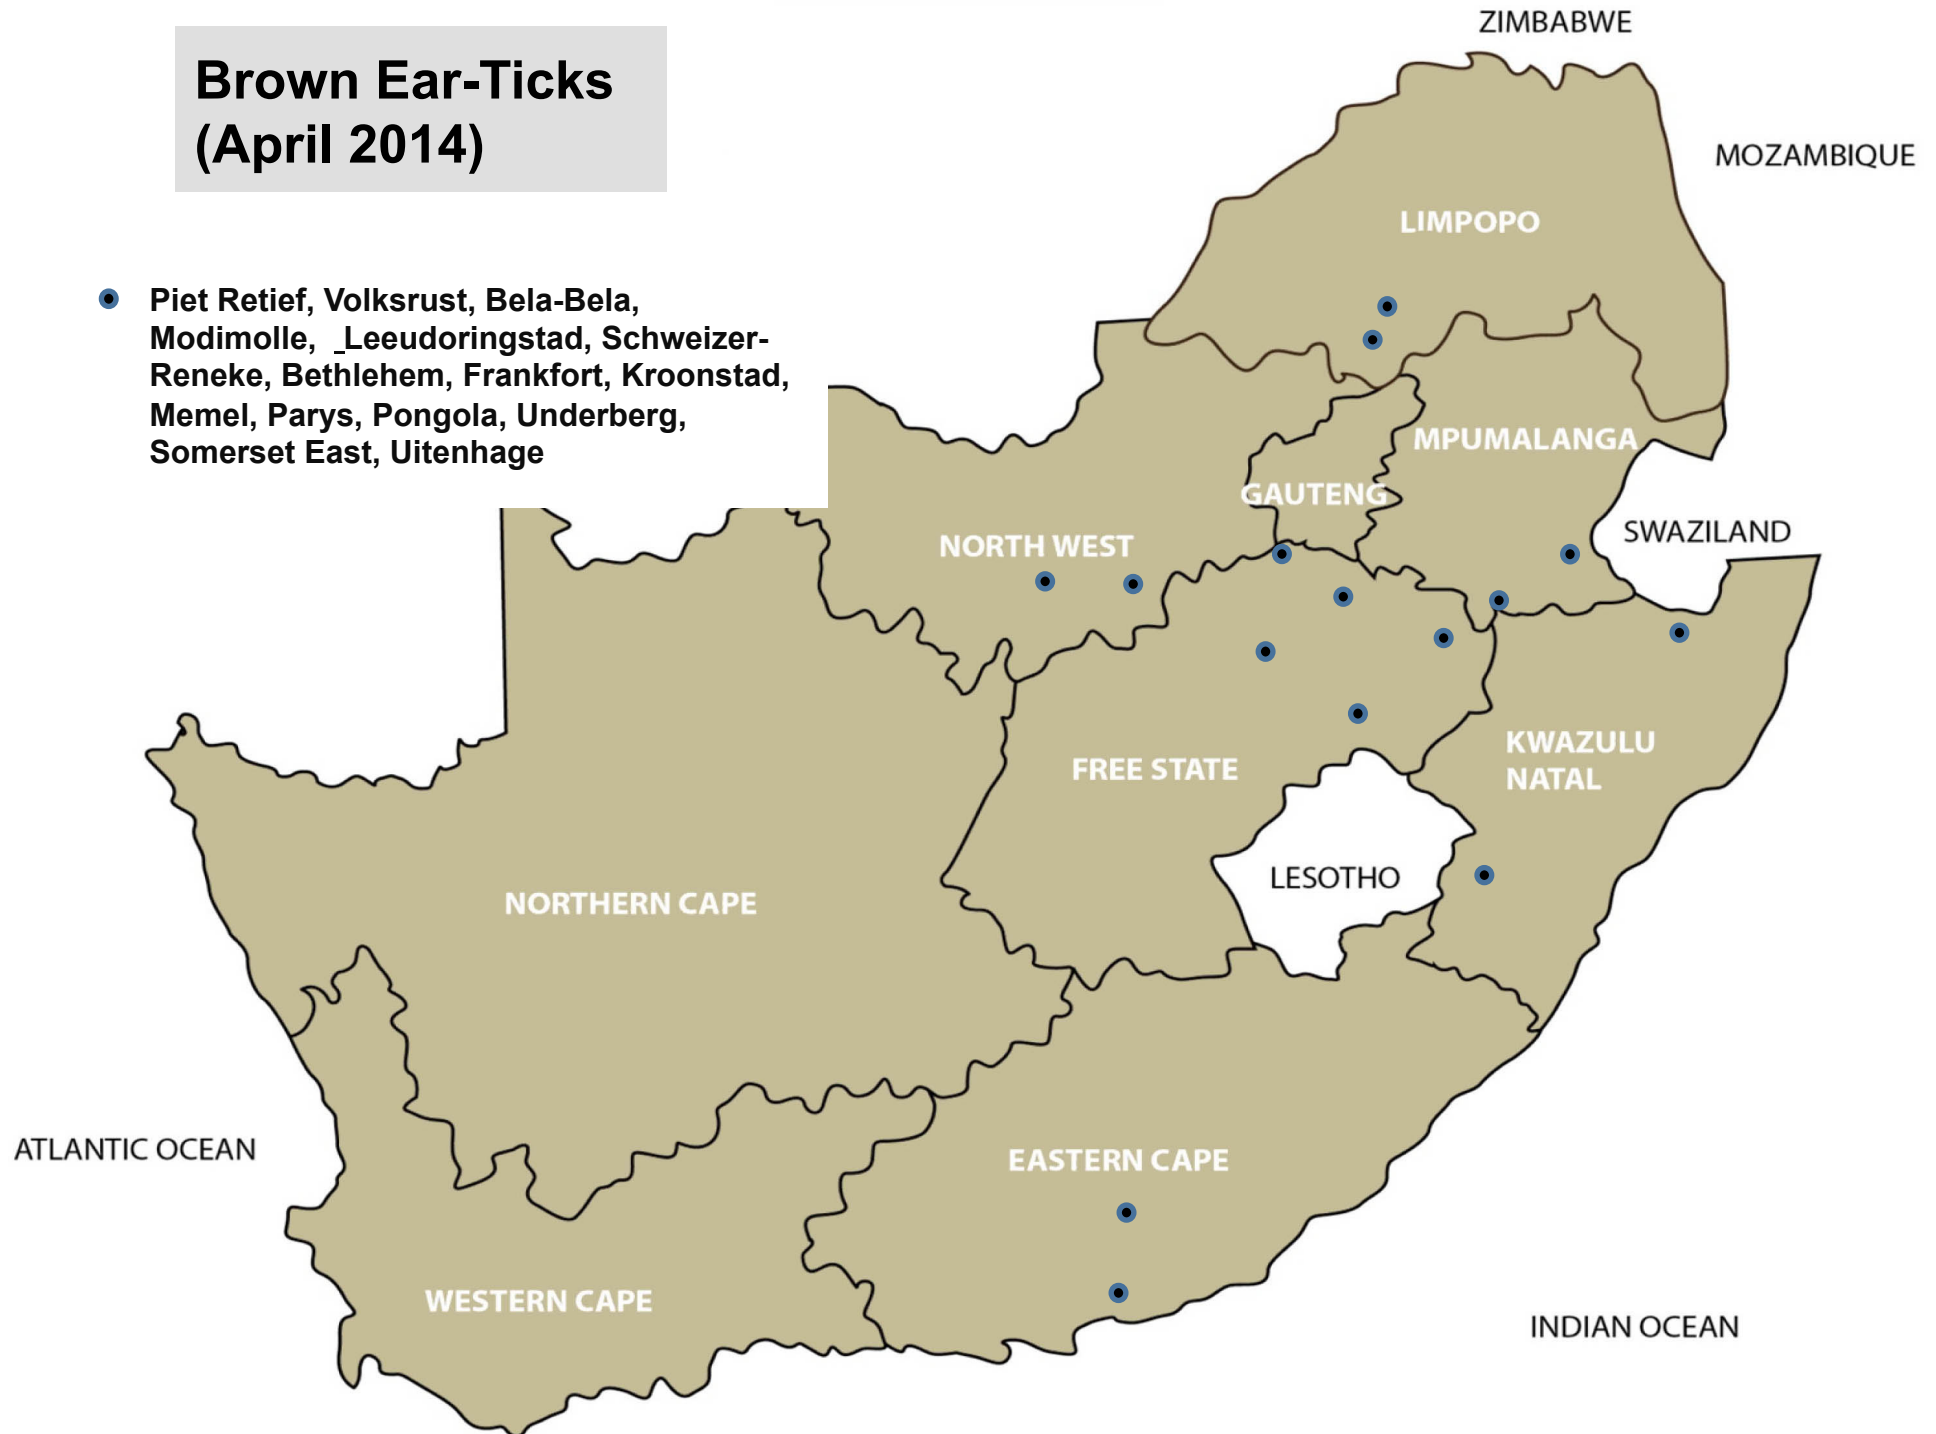 Brown Ear-Ticks
(April 2014)
Piet Retief, Volksrust, Bela-Bela,
Modimolle, _Leeudoringstad, Schweizer-
Reneke, Bethlehem, Frankfort, Kroonstad,
Memel, Parys, Pongola, Underberg,
Somerset East, Uitenhage
ZIMBABWE
MOZAMBIQUE
LIMPOPO
MPUMALANGA
GAUTENG
SWAZILAND
NORTH WEST
KWAZULU
NATAL
FREE STATE
LESOTHO
NORTHERN CAPE
ATLANTIC OCEAN
EASTERN CAPE
WESTERN CAPE
INDIAN OCEAN